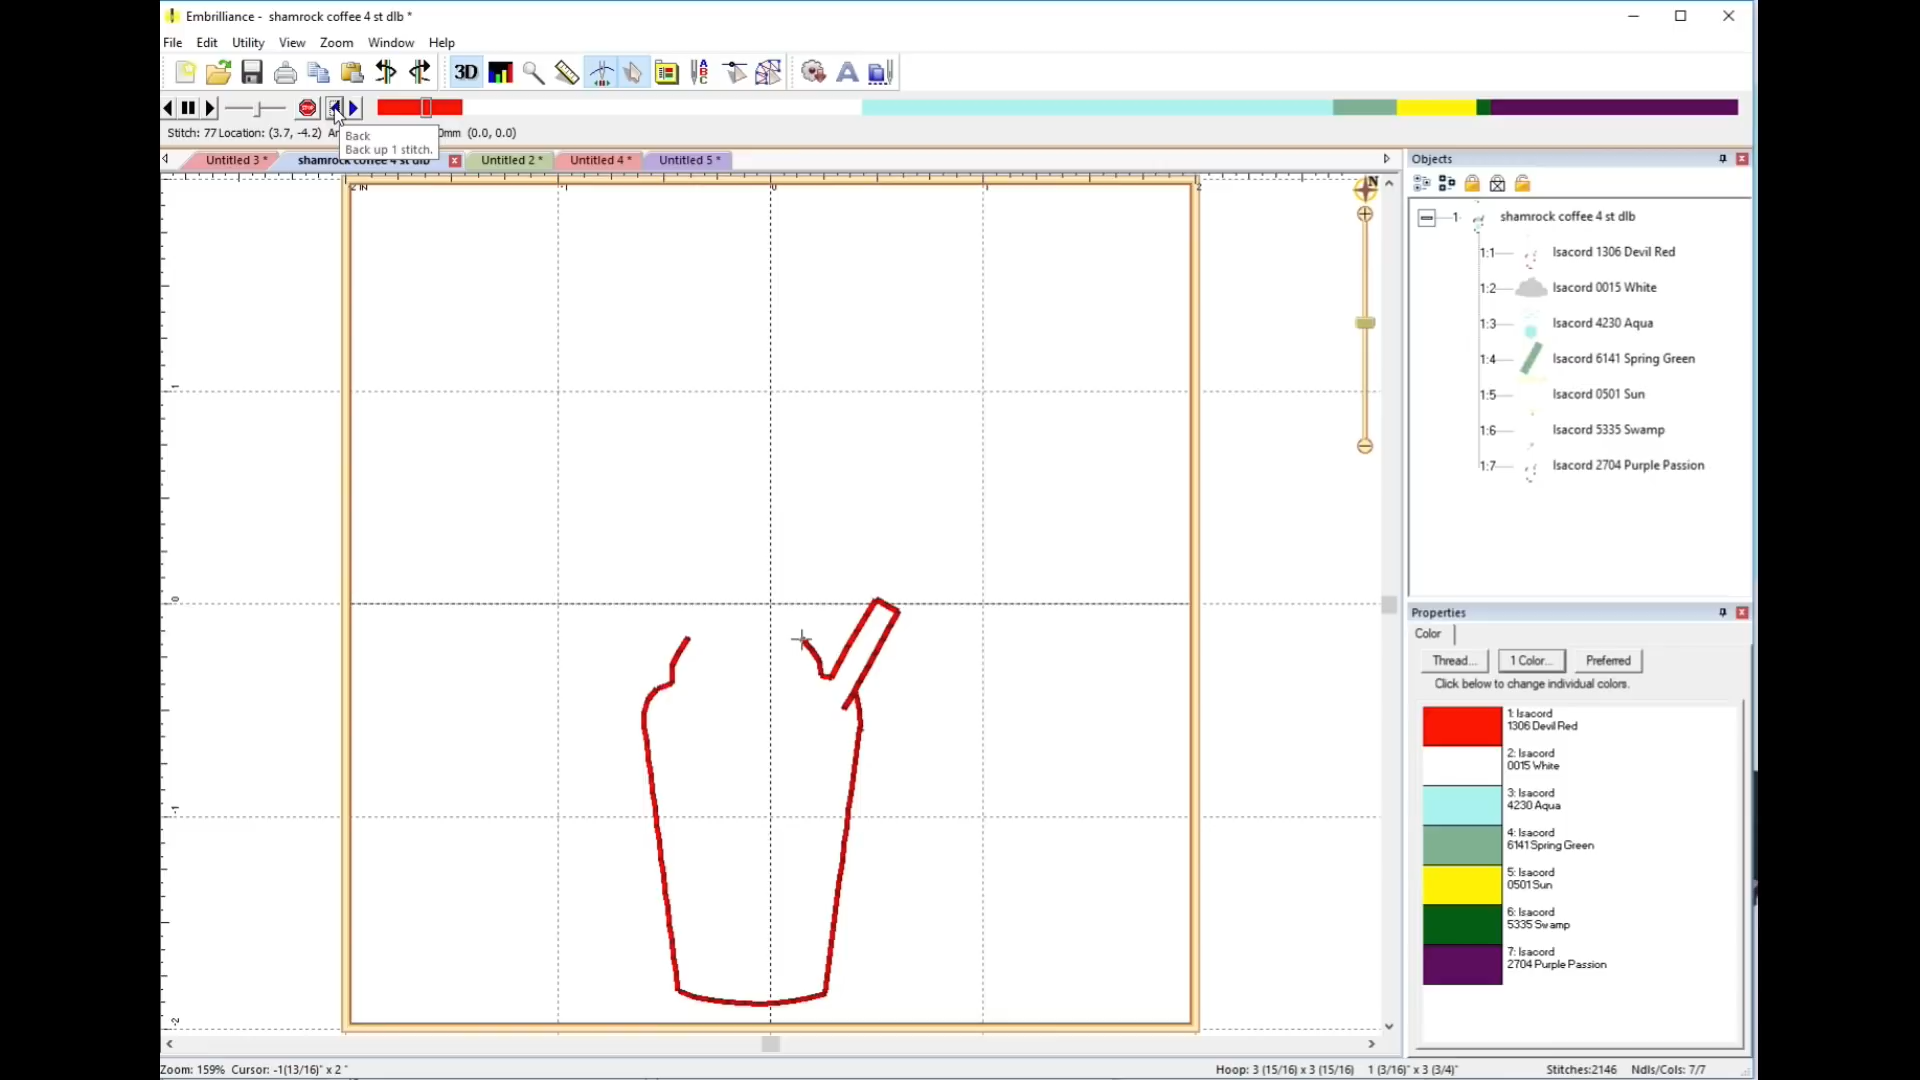 Embrilliance - shamrock coffee 4 st dlb *
File Edit Utility View Zoom Window Help
3D
Stitch: 77 Location: (3.7, -4.2)
0mm (0.0, 0.0)
Back
Back up 1 stitch.
Untitled 3 * shamrock coffee 4 st dlb Untitled 2 * Untitled 4 * Untitled 5 *
Objects
1 shamrock coffee 4 st dlb
1:1 Isacord 1306 Devil Red
1:2 Isacord 0015 White
1:3 Isacord 4230 Aqua
1:4 Isacord 6141 Spring Green
1:5 Isacord 0501 Sun
1:6 Isacord 5335 Swamp
1:7 Isacord 2704 Purple Passion
Properties
Color
Thread... 1 Color... Preferred
Click below to change individual colors.
1: Isacord
1306 Devil Red
2: Isacord
0015 White
3: Isacord
4230 Aqua
4: Isacord
6141 Spring Green
5: Isacord
0501 Sun
6: Isacord
5335 Swamp
7: Isacord
2704 Purple Passion
Zoom: 159% Cursor: -1(13/16)" x 2 " Hoop: 3 (15/16) x 3 (15/16) 1 (3/16)" x 3 (3/4)" Stitches:2146 Ndls/Cols: 7/7